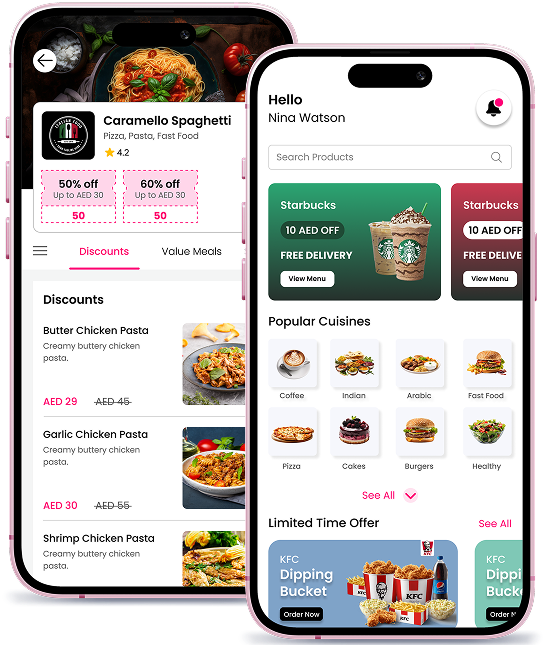 Caramello Spaghetti
Pizza, Pasta, Fast Food
4.2
50% off
Up to AED 30
50
60% off
Up to AED 30
50
Discounts
Value Meals
Discounts
Butter Chicken Pasta
Creamy buttery chicken
pasta.
AED 29 AED 45
Garlic Chicken Pasta
Creamy buttery chicken
pasta.
AED 30 AED 55
Shrimp Chicken Pasta
Creamy buttery chicken
pasta.
Hello
Nina Watson
Search Products
Starbucks
10 AED OFF
FREE DELIVERY
View Menu
Starbucks
10 AED OFF
FREE DELIVERY
View Menu
Popular Cuisines
Coffee
Indian
Arabic
Fast Food
Pizza
Cakes
Burgers
Healthy
See All
Limited Time Offer
See All
KFC
Dipping
Bucket
Order Now
KFC
KFC
KFC
Dippi
Bucke
Order N